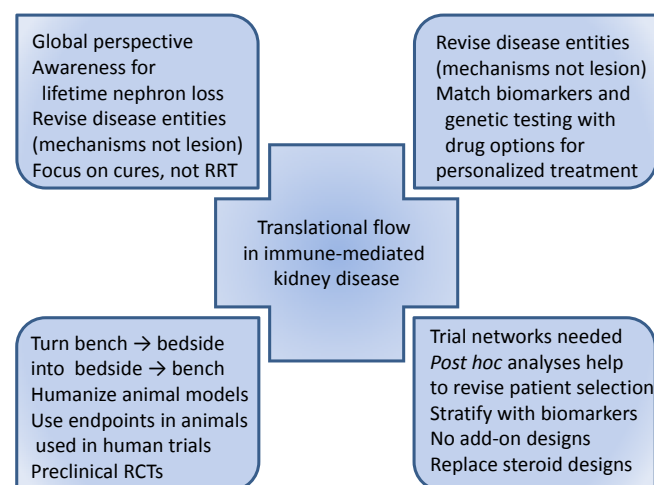 Global perspective
Awareness for
lifetime nephron loss
Revise disease entities
(mechanisms not lesion)
Focus on cures, not RRT
Revise disease entities
(mechanisms not lesion)
Match biomarkers and
genetic testing with
drug options for
personalized treatment
Translational flow
in immune-mediated
kidney disease
Turn bench → bedside
into bedside → bench
Humanize animal models
Use endpoints in animals
used in human trials
Preclinical RCTs
Trial networks needed
Post hoc analyses help
to revise patient selection
Stratify with biomarkers
No add-on designs
Replace steroid designs